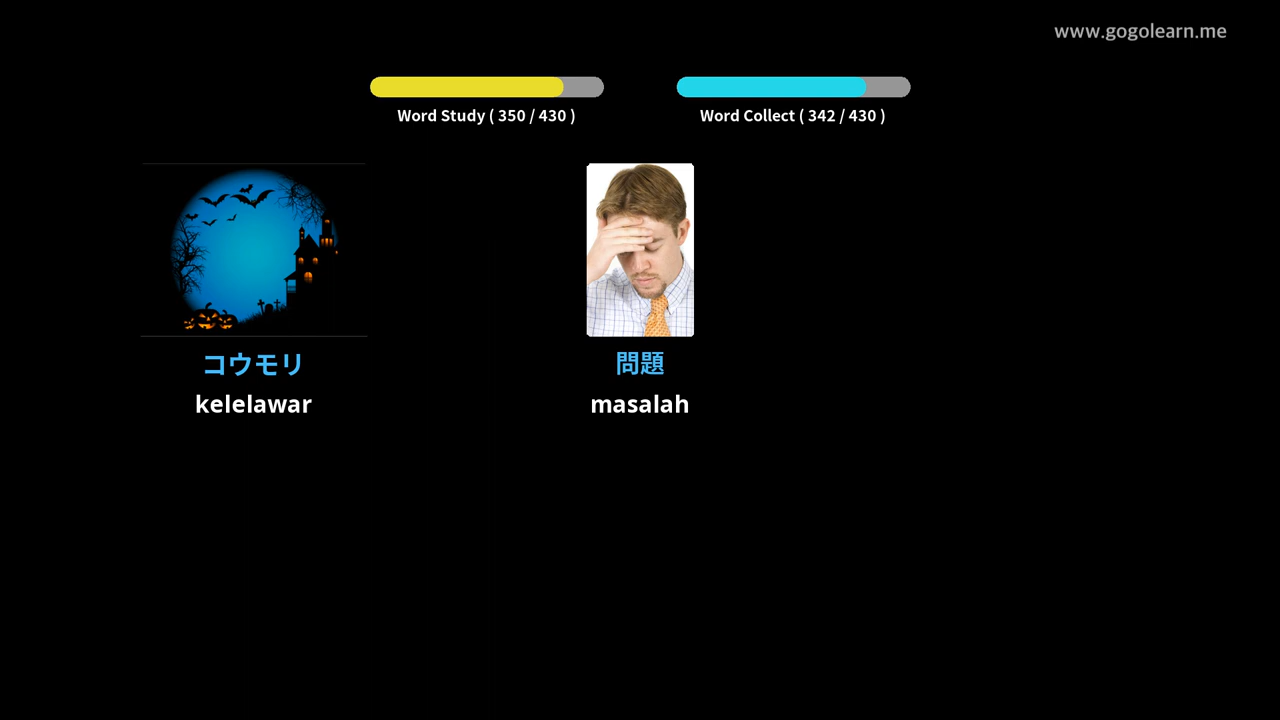 www.gogolearn.me
Word Study ( 350 / 430 )
Word Collect ( 342 / 430 )
コウモリ
kelelawar
問題
masalah